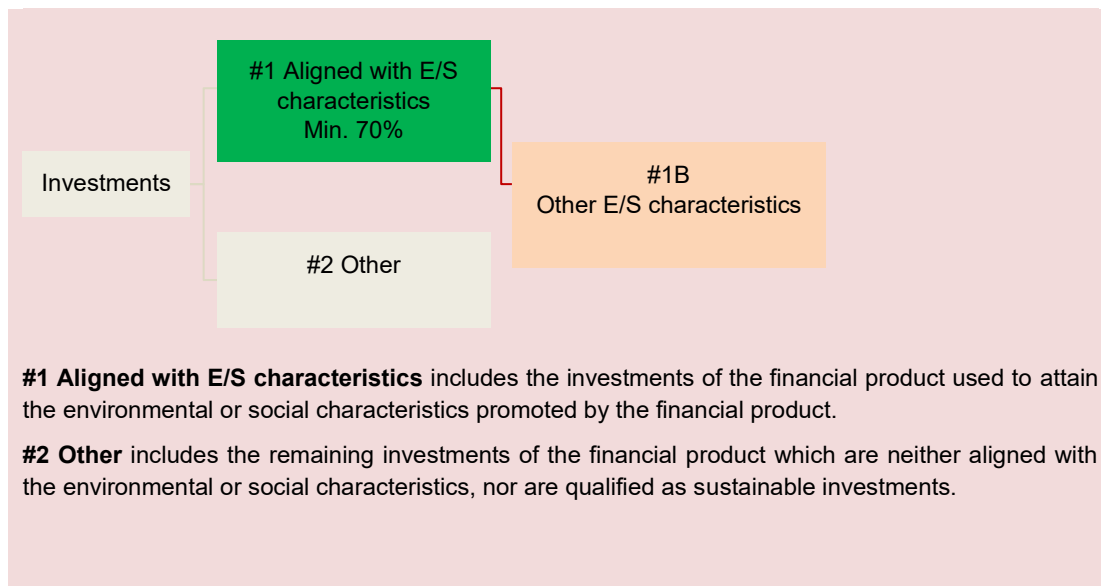 #1 Aligned with E/S
characteristics
Min. 70%
Investments
#1B
Other E/S characteristics
#2 Other
#1 Aligned with E/S characteristics includes the investments of the financial product used to attain
the environmental or social characteristics promoted by the financial product.
#2 Other includes the remaining investments of the financial product which are neither aligned with
the environmental or social characteristics, nor are qualified as sustainable investments.